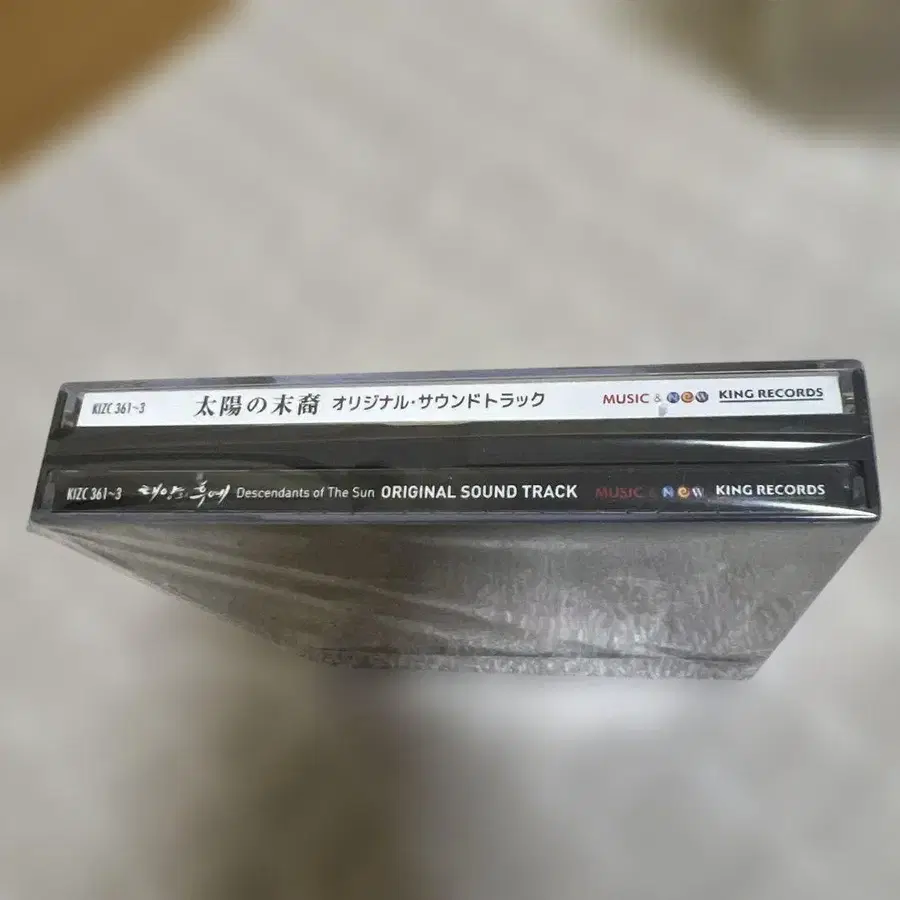 KIZC 361~3 太陽の末裔 オリジナル・サウンドトラック MUSIC & NEW KING RECORDS
KIZC 361~3 태양의 후예 Descendants of The Sun ORIGINAL SOUND TRACK MUSIC & NEW KING RECORDS